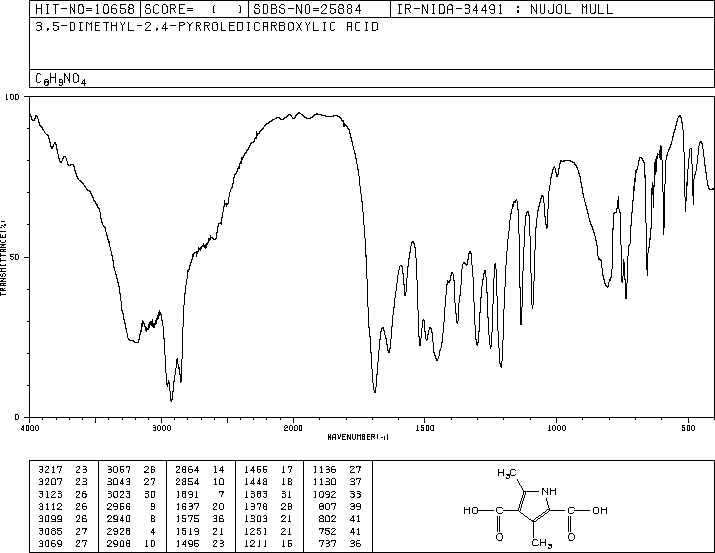 HIT-NO=10658 SCORE= ( ) SDBS-NO=25884 IR-NIDA-34491 : NUJOL MULL
3,5-DIMETHYL-2,4-PYRROLEDICARBOXYLIC ACID
C8H9NO4
100
50
0
TRANSMITTANCE(%)
4000 3000 2000 1500 1000 500
WAVENUMBER(-1)
3217 23 3067 26 2864 14 1466 17 1136 27
3207 23 3043 27 2854 10 1448 18 1130 37
3123 26 3023 30 1691 7 1383 31 1092 33
3112 26 2956 9 1637 20 1378 28 807 39
3099 26 2940 8 1575 36 1303 21 802 41
3085 27 2928 4 1519 21 1251 21 752 41
3069 27 2908 10 1495 23 1211 16 737 36
H3C
NH
HO
OH
O
CH3
O